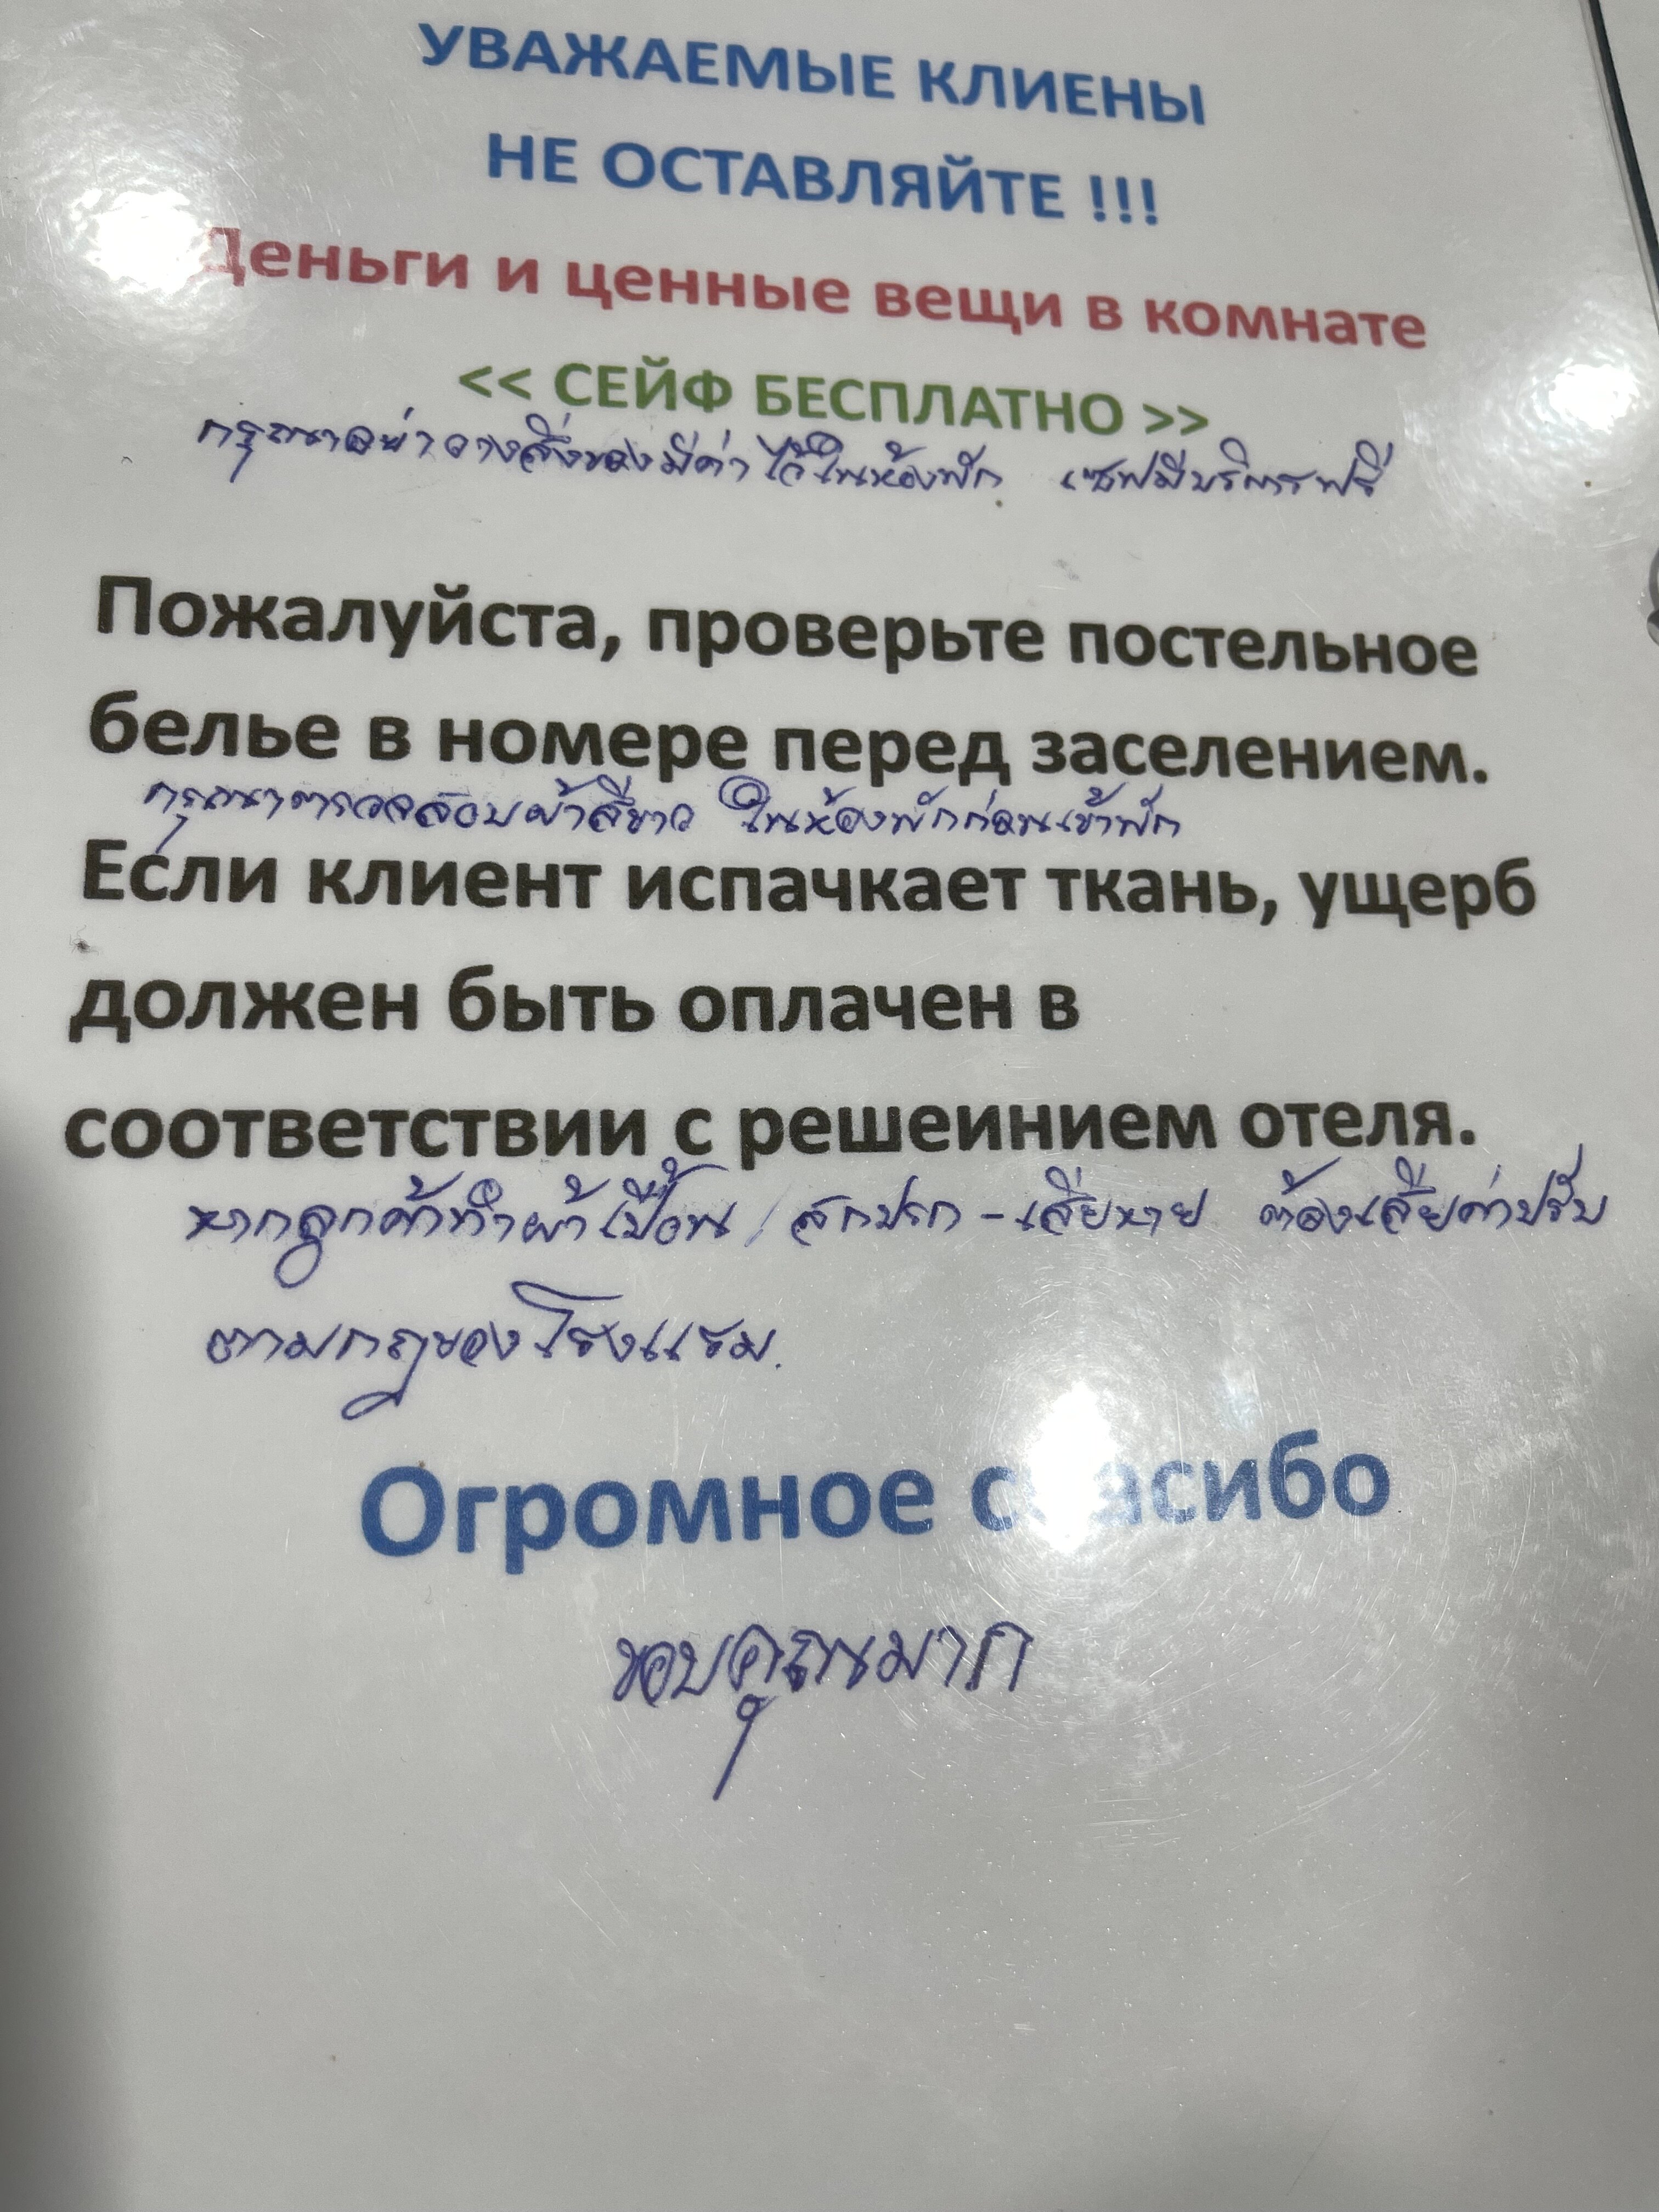 УВАЖАЕМЫЕ КЛИЕНЫ
НЕ ОСТАВЛЯЙТЕ !!!
Деньги и ценные вещи в комнате
<< СЕЙФ БЕСПЛАТНО >>
กรุณาอย่าวางสิ่งของมีค่าไว้ในห้องพัก เซฟมีบริการฟรี
Пожалуйста, проверьте постельное
белье в номере перед заселением.
กรุณาตรวจสอบผ้าสีขาว ในห้องพักก่อนเข้าพัก
Если клиент испачкает ткань, ущерб
должен быть оплачен в
соответствии с решеинием отеля.
หากลูกค้าทำผ้าเปื้อน / สกปรก - เสียหาย ต้องเสียค่าปรับ
ตามกฎของโรงแรม.
Огромное спасибо
ขอบคุณมาก